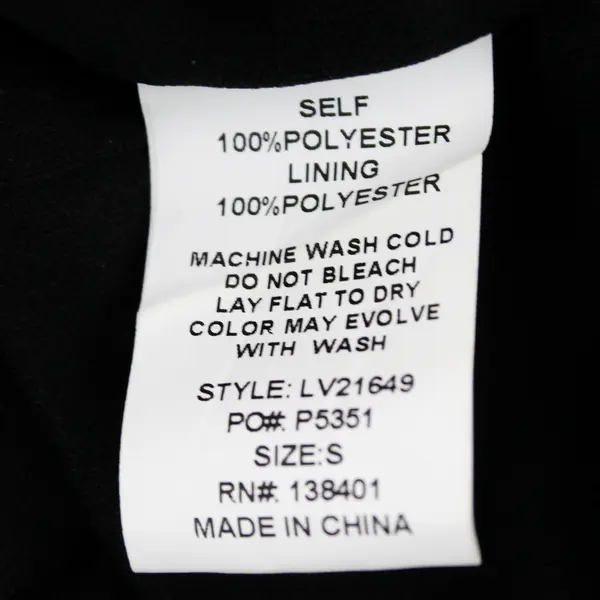 SELF
100%POLYESTER
LINING
100%POLYESTER
MACHINE WASH COLD
DO NOT BLEACH
LAY FLAT TO DRY
COLOR MAY EVOLVE
WITH WASH
STYLE: LV21649
PO#: P5351
SIZE:S
RN#: 138401
MADE IN CHINA